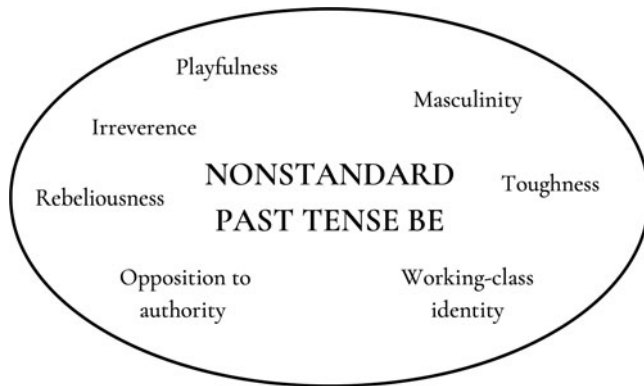 Playfulness
Masculinity
Irreverence
NONSTANDARD
PAST TENSE BE
Rebeliousness
Toughness
Opposition to
authority
Working-class
identity